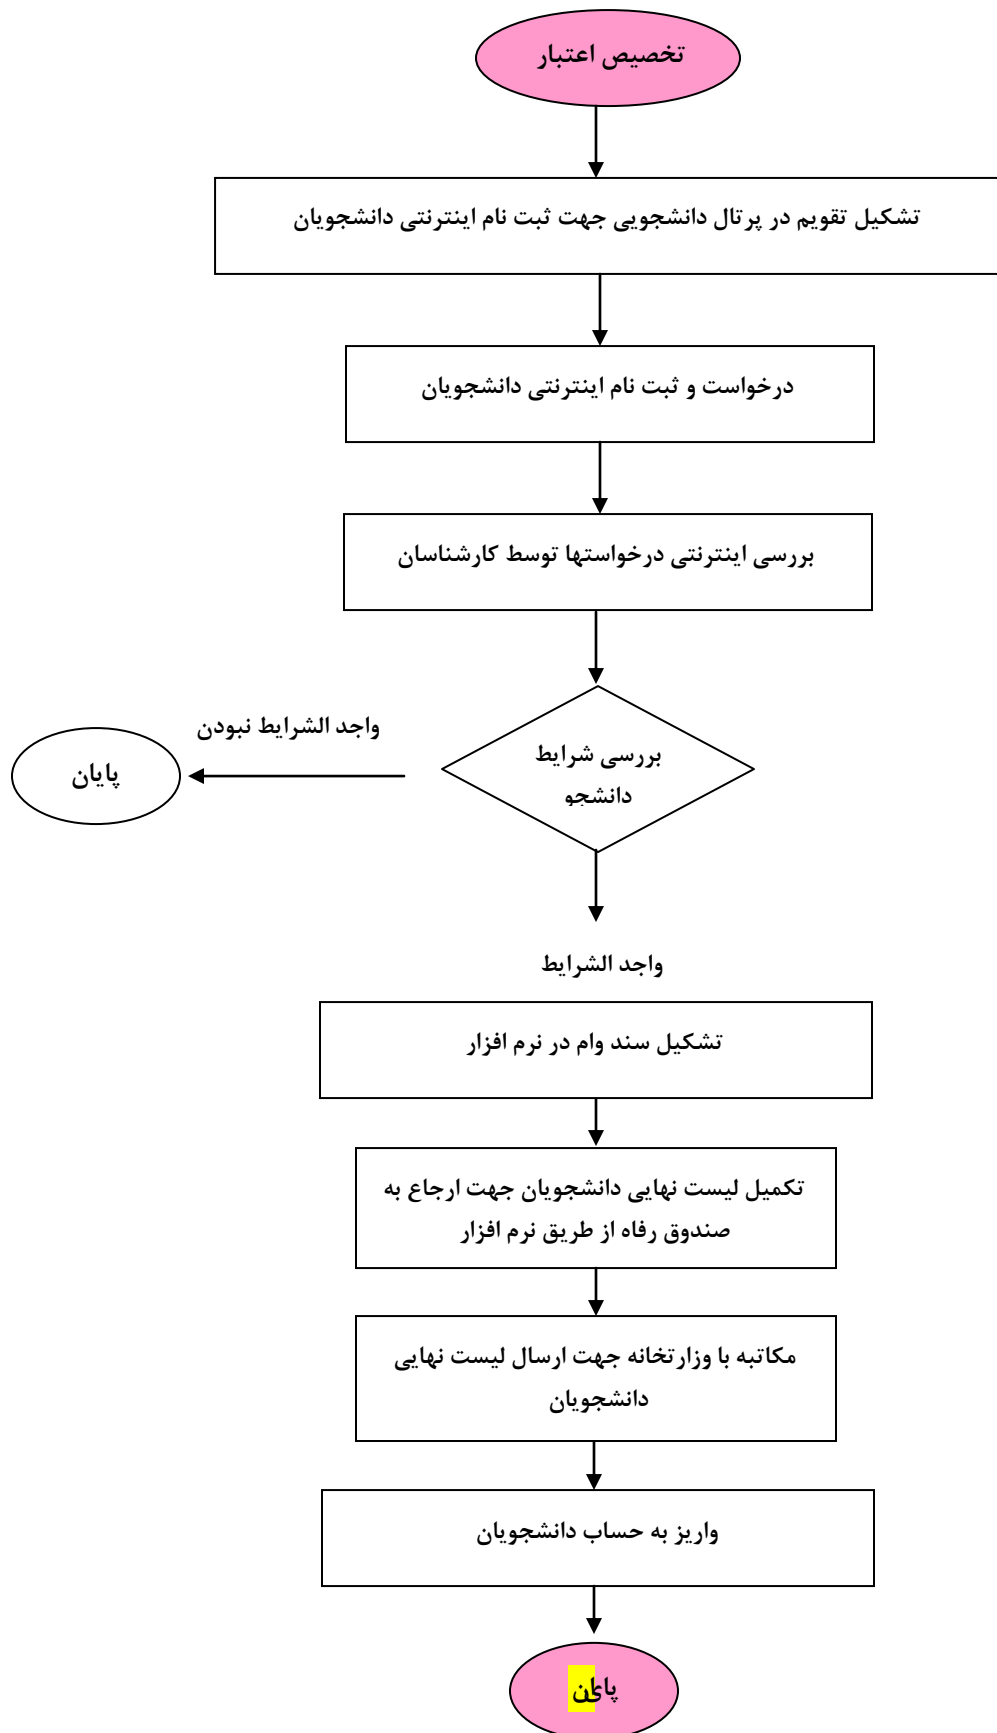 تخصیص اعتبار
تشکیل تقویم در پرتال دانشجویی جهت ثبت نام اینترنتی دانشجویان
درخواست و ثبت نام اینترنتی دانشجویان
بررسی اینترنتی درخواستها توسط کارشناسان
واجد الشرایط نبودن
بررسی شرایط
دانشجو
پایان
واجد الشرایط
تشکیل سند وام در نرم افزار
تکمیل لیست نهایی دانشجویان جهت ارجاع به
صندوق رفاه از طریق نرم افزار
مکاتبه با وزارتخانه جهت ارسال لیست نهایی
دانشجویان
واریز به حساب دانشجویان
پایان